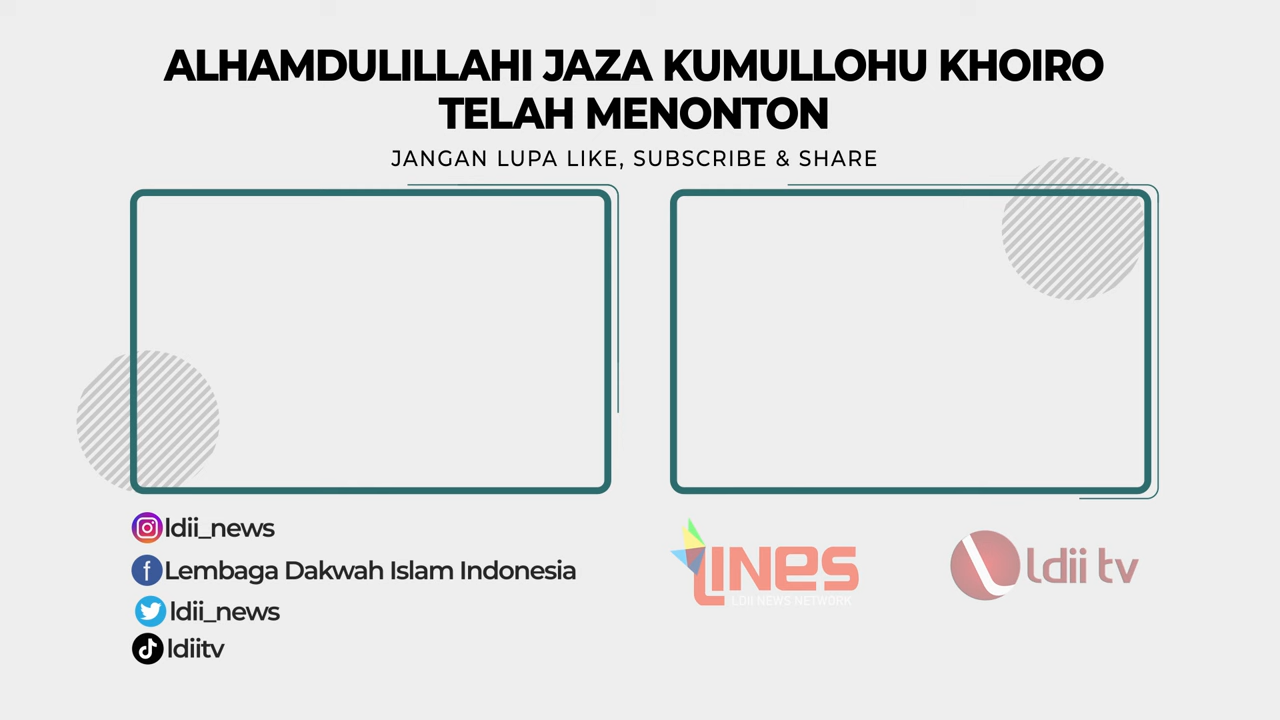 ALHAMDULILLAHI JAZA KUMULLOHU KHOIRO
TELAH MENONTON
JANGAN LUPA LIKE, SUBSCRIBE & SHARE
ldii_news
Lembaga Dakwah Islam Indonesia
ldii_news
ldiitv
LINES
LDII NEWS NETWORK
ldii tv